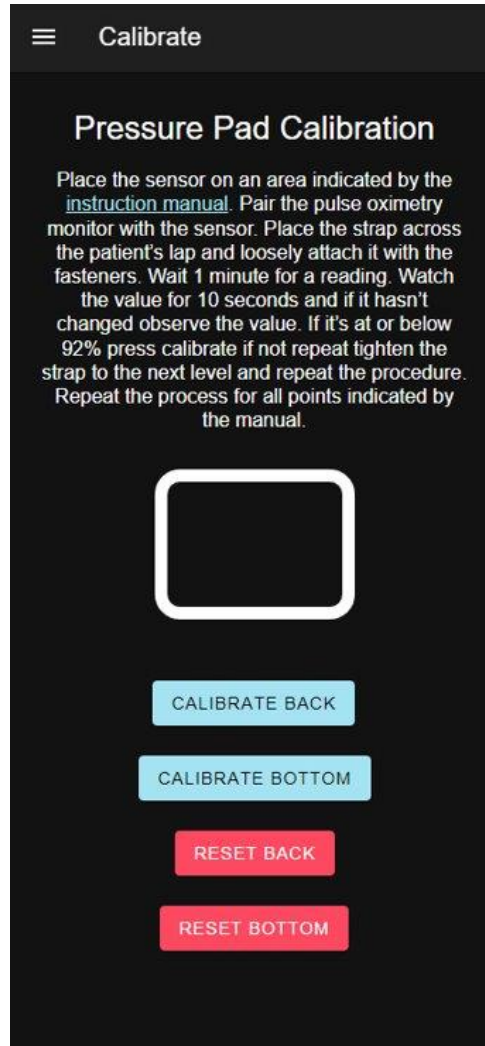 Calibrate
Pressure Pad Calibration
Place the sensor on an area indicated by the
instruction manual. Pair the pulse oximetry
monitor with the sensor. Place the strap across
the patient's lap and loosely attach it with the
fasteners. Wait 1 minute for a reading. Watch
the value for 10 seconds and if it hasn't
changed observe the value. If it's at or below
92% press calibrate if not repeat tighten the
strap to the next level and repeat the procedure.
Repeat the process for all points indicated by
the manual.
CALIBRATE BACK
CALIBRATE BOTTOM
RESET BACK
RESET BOTTOM